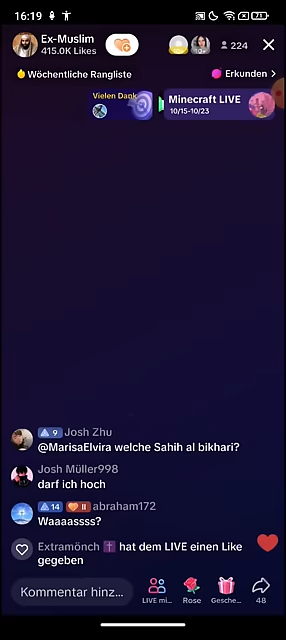 16:19
73
Ex-Muslim
415.0K Likes
224
Wöchentliche Rangliste
Erkunden >
Vielen Dank
Minecraft LIVE
10/15-10/23
9 Josh Zhu
@MarisaElvira welche Sahih al bikhari?
Josh Müller998
darf ich hoch
14 II abraham172
Waaaassss?
Extramönch ✝️ hat dem LIVE einen Like
gegeben
Kommentar hinz...
LIVE mi...
Rose
Gesche...
48